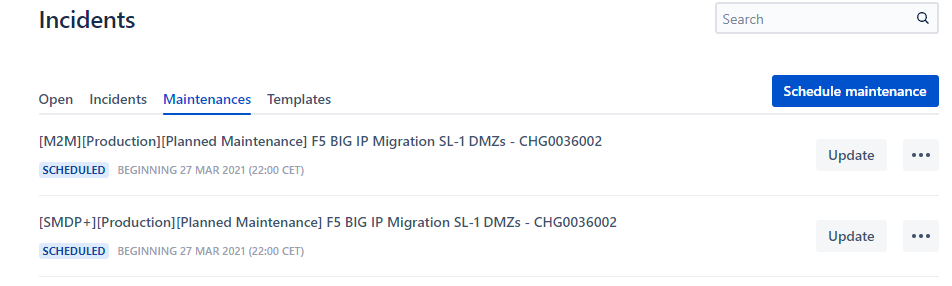 Incidents
Search
Open Incidents Maintenances Templates
Schedule maintenance
[M2M][Production][Planned Maintenance] F5 BIG IP Migration SL-1 DMZs - CHG0036002
SCHEDULED BEGINNING 27 MAR 2021 (22:00 CET)
Update
[SMDP+][Production][Planned Maintenance] F5 BIG IP Migration SL-1 DMZs - CHG0036002
SCHEDULED BEGINNING 27 MAR 2021 (22:00 CET)
Update